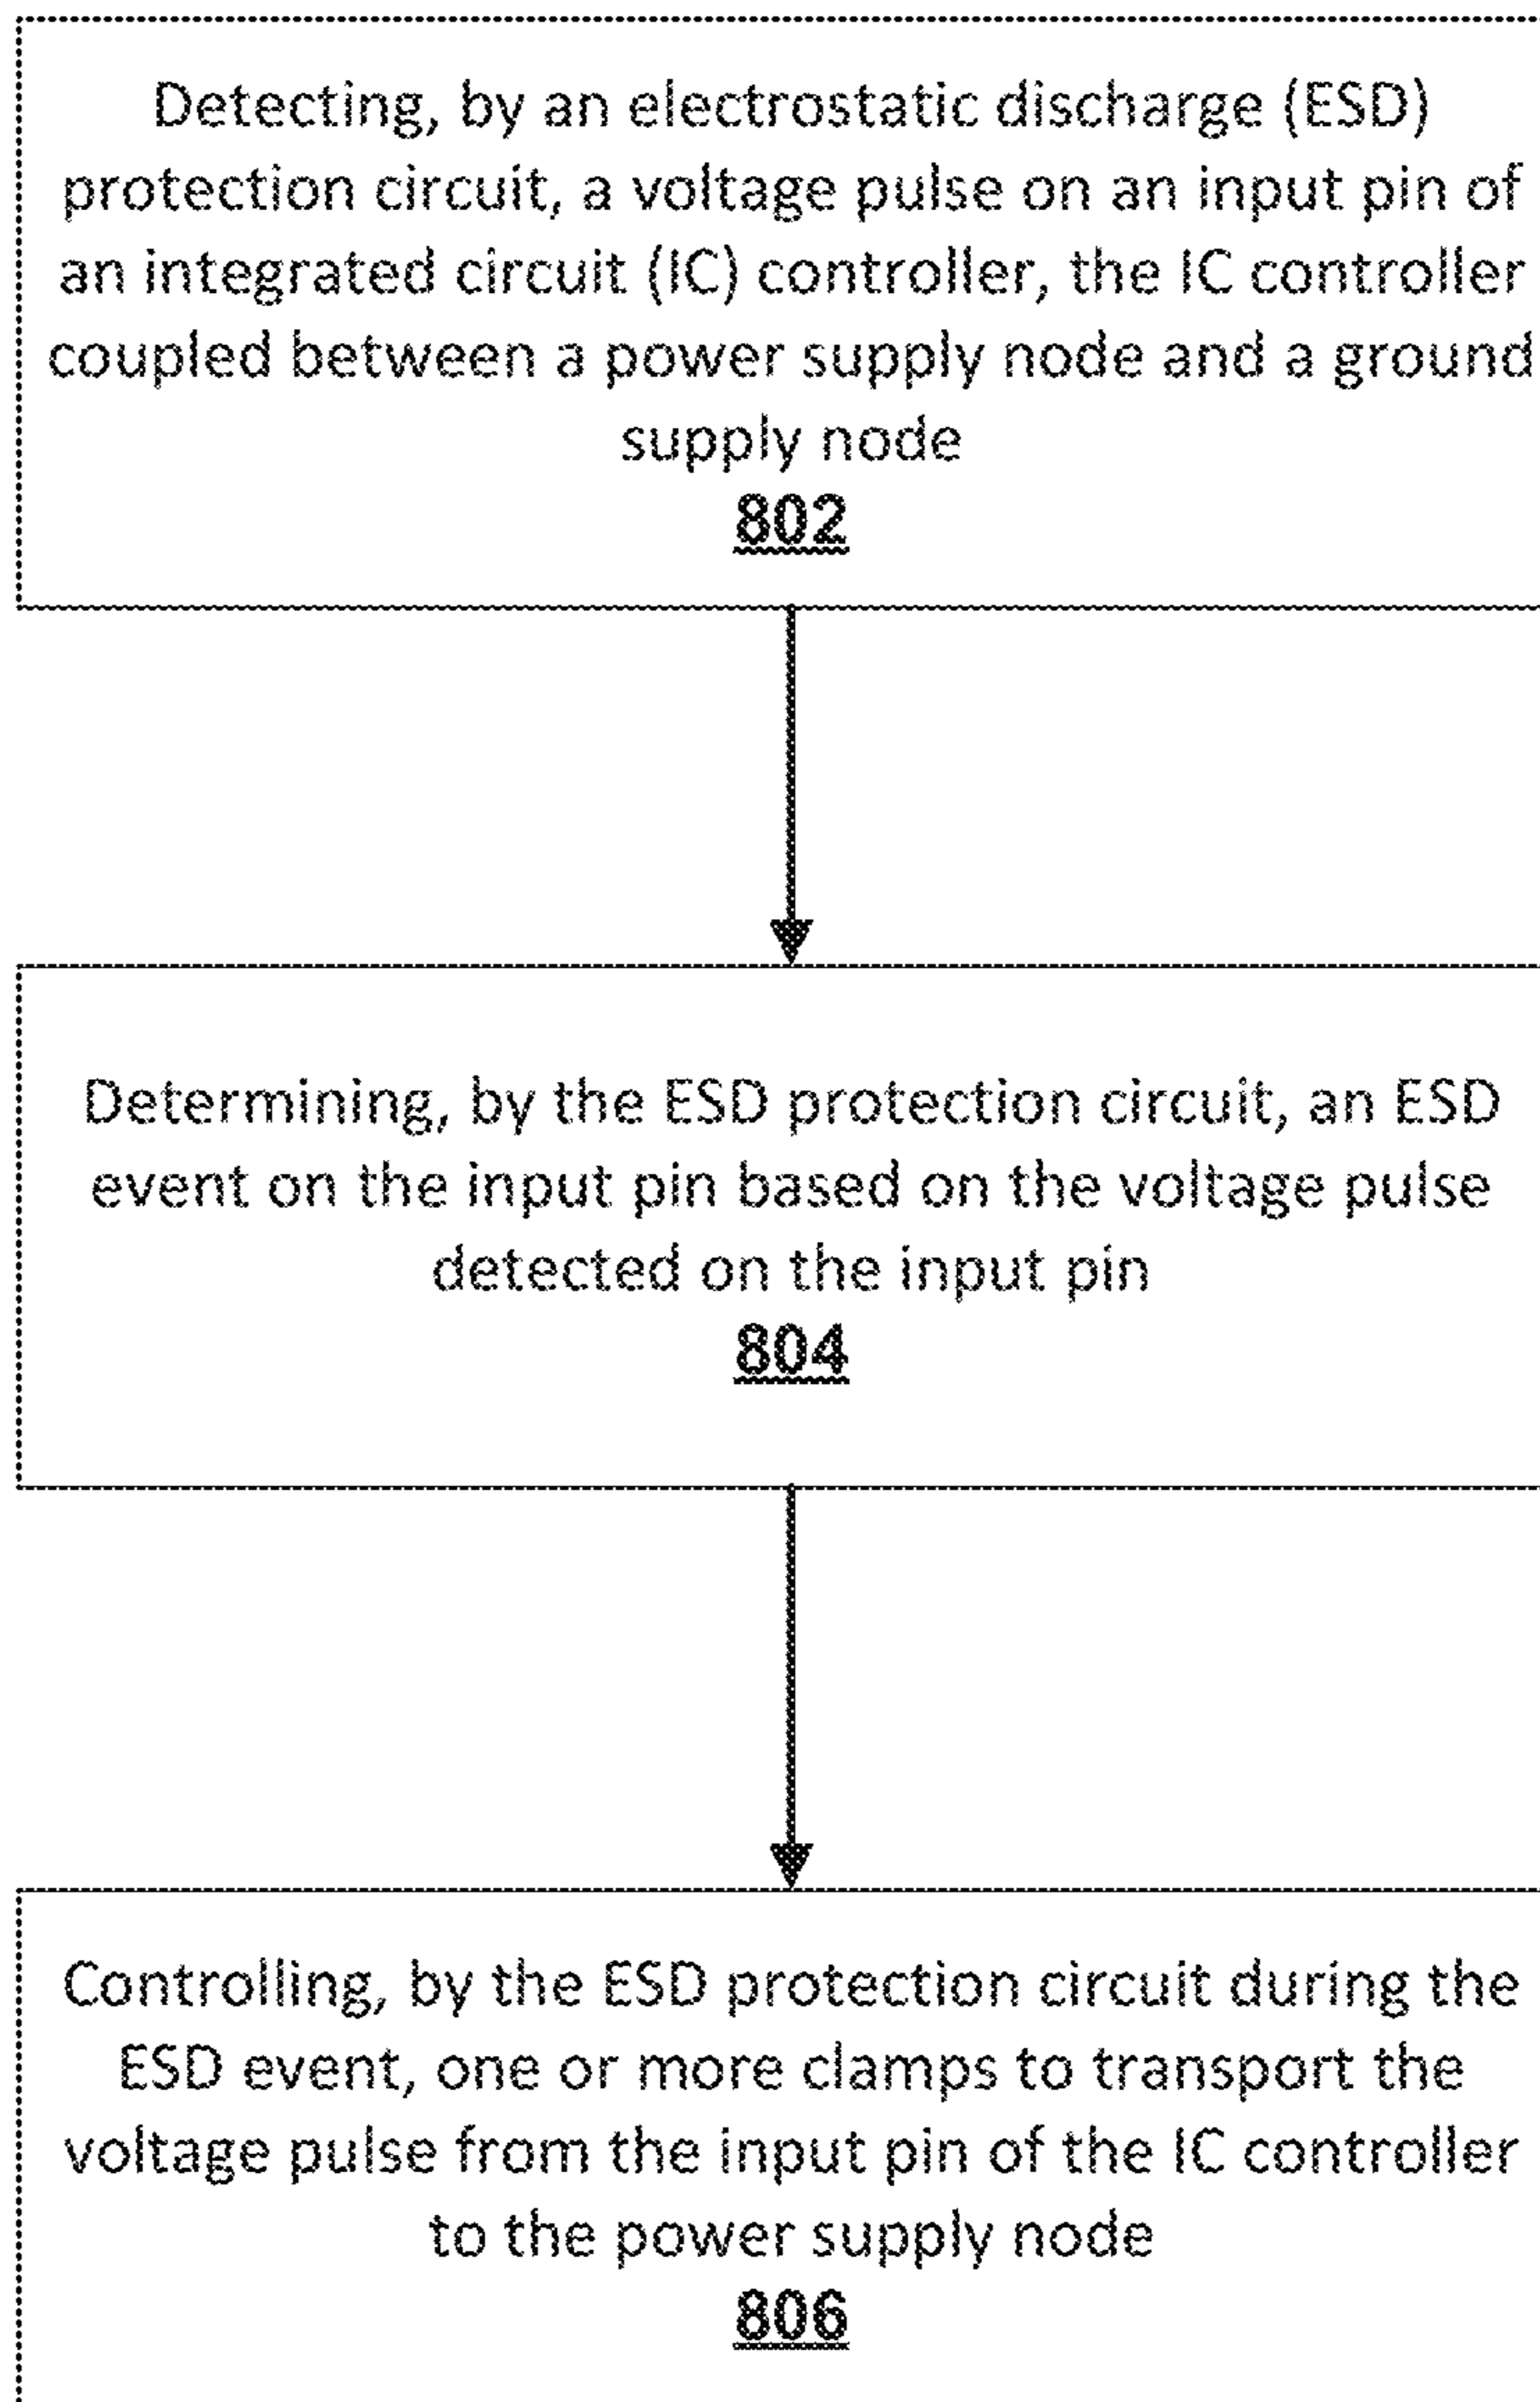 Detecting, by an electrostatic discharge (ESD)
protection circuit, a voltage pulse on an input pin of
an integrated circuit (IC) controller, the IC controller
coupled between a power supply node and a ground
supply node
802
Determining, by the ESD protection circuit, an ESD
event on the input pin based on the voltage pulse
detected on the input pin
804
Controlling, by the ESD protection circuit during the
ESD event, one or more clamps to transport the
voltage pulse from the input pin of the IC controller
to the power supply node
806